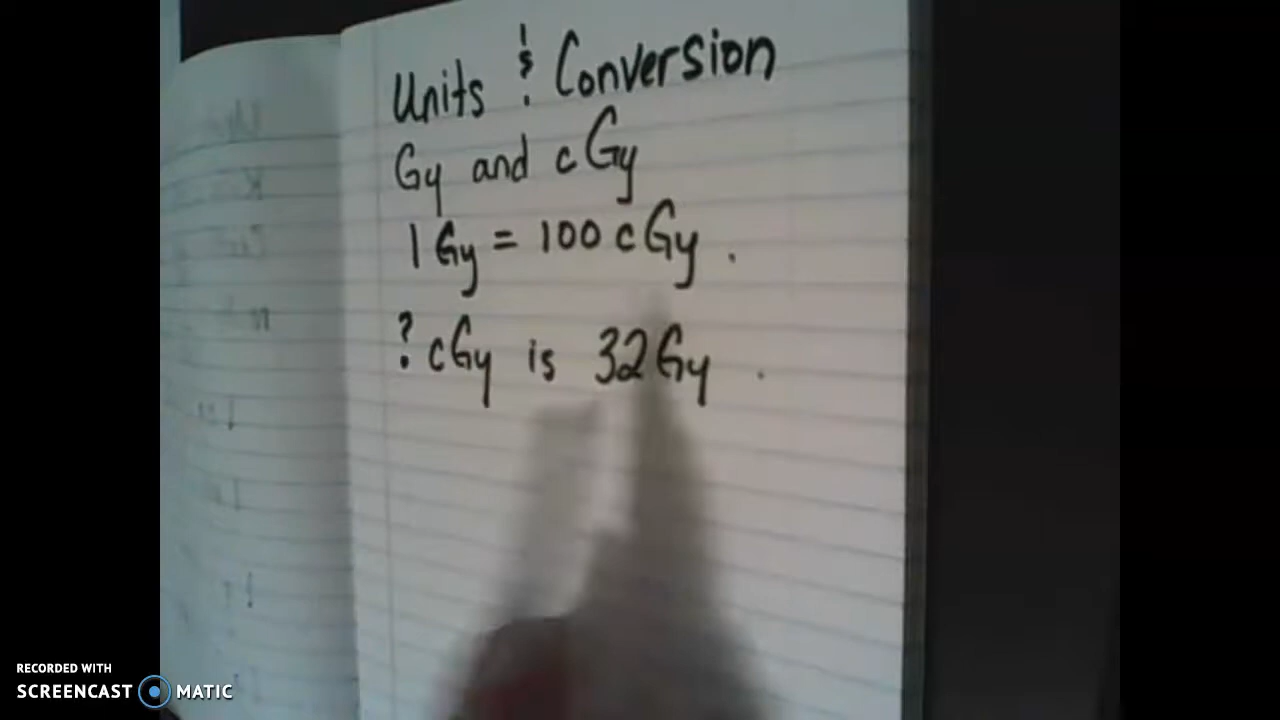 Units & Conversion
Gy and cGy
1 Gy = 100 cGy .
? cGy is 32 Gy .
RECORDED WITH
SCREENCAST MATIC